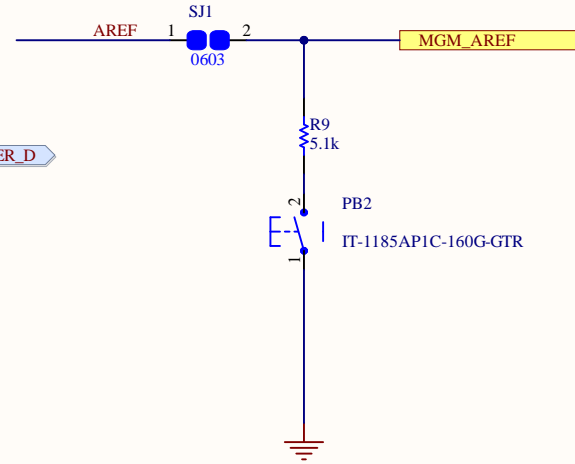 SJ1
AREF 1 2 MGM_AREF
0603
R9
5.1k
ER_D
2 PB2
IT-1185AP1C-160G-GTR
1